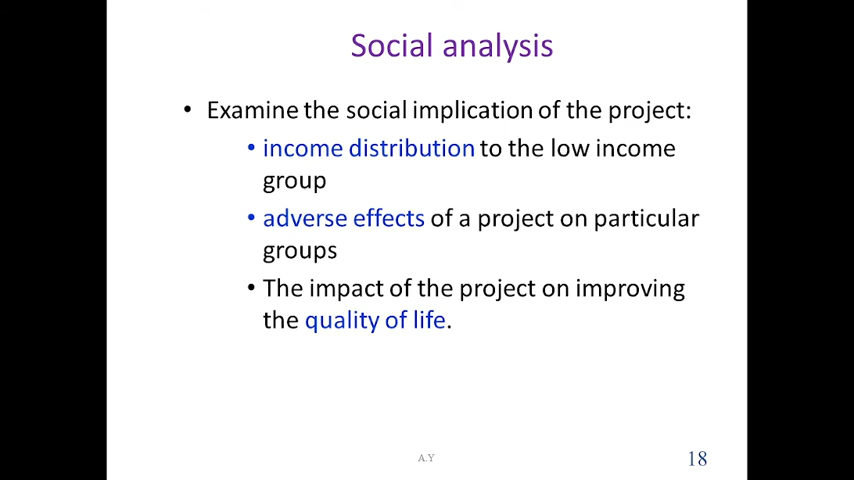 Social analysis
• Examine the social implication of the project:
• income distribution to the low income
group
• adverse effects of a project on particular
groups
• The impact of the project on improving
the quality of life.
A.Y
18